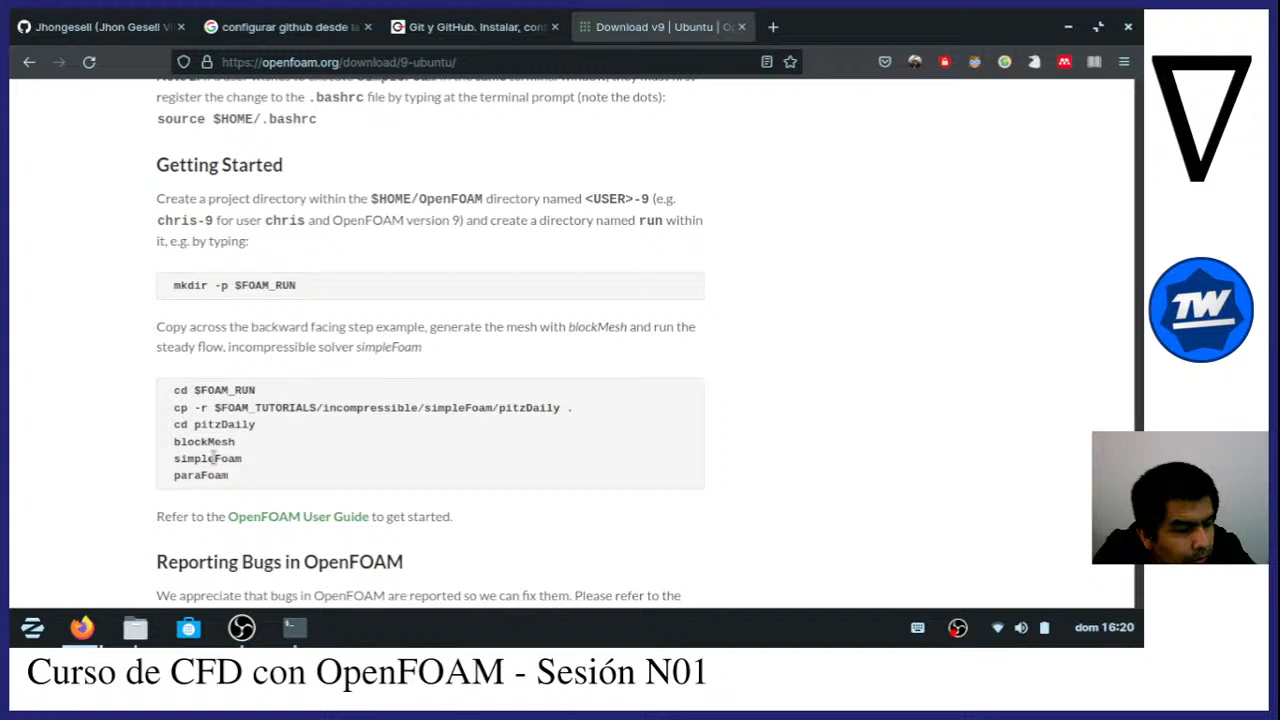 Jhongesell (Jhon Gesell Vi
configurar github desde la
Git y GitHub. Instalar, con
Download v9 | Ubuntu | Op
https://openfoam.org/download/9-ubuntu/
register the change to the .bashrc file by typing at the terminal prompt (note the dots):
source $HOME/.bashrc
Getting Started
Create a project directory within the $HOME/OpenFOAM directory named <USER>-9 (e.g.
chris-9 for user chris and OpenFOAM version 9) and create a directory named run within
it, e.g. by typing:
mkdir -p $FOAM_RUN
Copy across the backward facing step example, generate the mesh with blockMesh and run the
steady flow. incompressible solver simpleFoam
cd $FOAM_RUN
cp -r $FOAM_TUTORIALS/incompressible/simpleFoam/pitzDaily .
cd pitzDaily
blockMesh
simpleFoam
paraFoam
Refer to the OpenFOAM User Guide to get started.
Reporting Bugs in OpenFOAM
We appreciate that bugs in OpenFOAM are reported so we can fix them. Please refer to the
TW
dom 16:20
Curso de CFD con OpenFOAM - Sesión N01